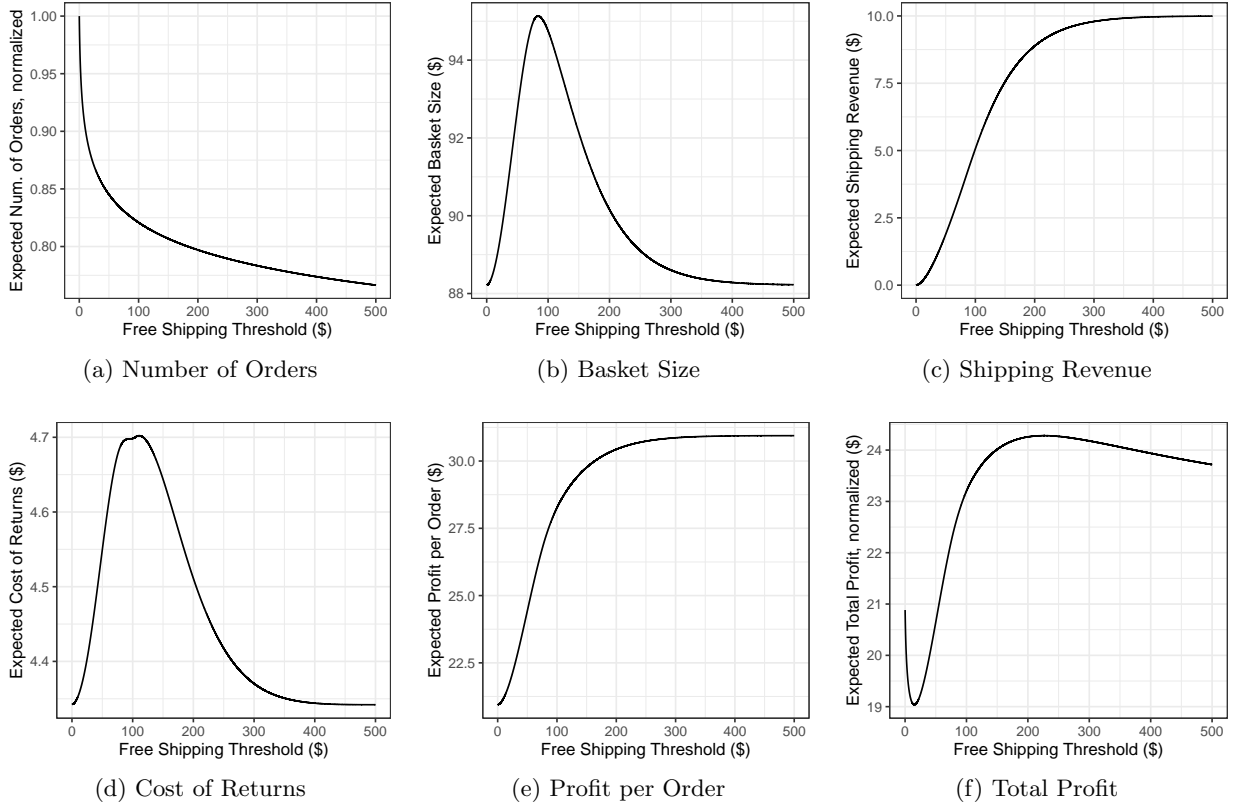 Expected Num. of Orders, normalized
1.00
0.95
0.90
0.85
0.80
0 100 200 300 400 500
Free Shipping Threshold ($)
(a) Number of Orders
Expected Basket Size ($)
94
92
90
88
0 100 200 300 400 500
Free Shipping Threshold ($)
(b) Basket Size
Expected Shipping Revenue ($)
10.0
7.5
5.0
2.5
0.0
0 100 200 300 400 500
Free Shipping Threshold ($)
(c) Shipping Revenue
Expected Cost of Returns ($)
4.7
4.6
4.5
4.4
0 100 200 300 400 500
Free Shipping Threshold ($)
(d) Cost of Returns
Expected Profit per Order ($)
30.0
27.5
25.0
22.5
0 100 200 300 400 500
Free Shipping Threshold ($)
(e) Profit per Order
Expected Total Profit, normalized ($)
24
23
22
21
20
19
0 100 200 300 400 500
Free Shipping Threshold ($)
(f) Total Profit